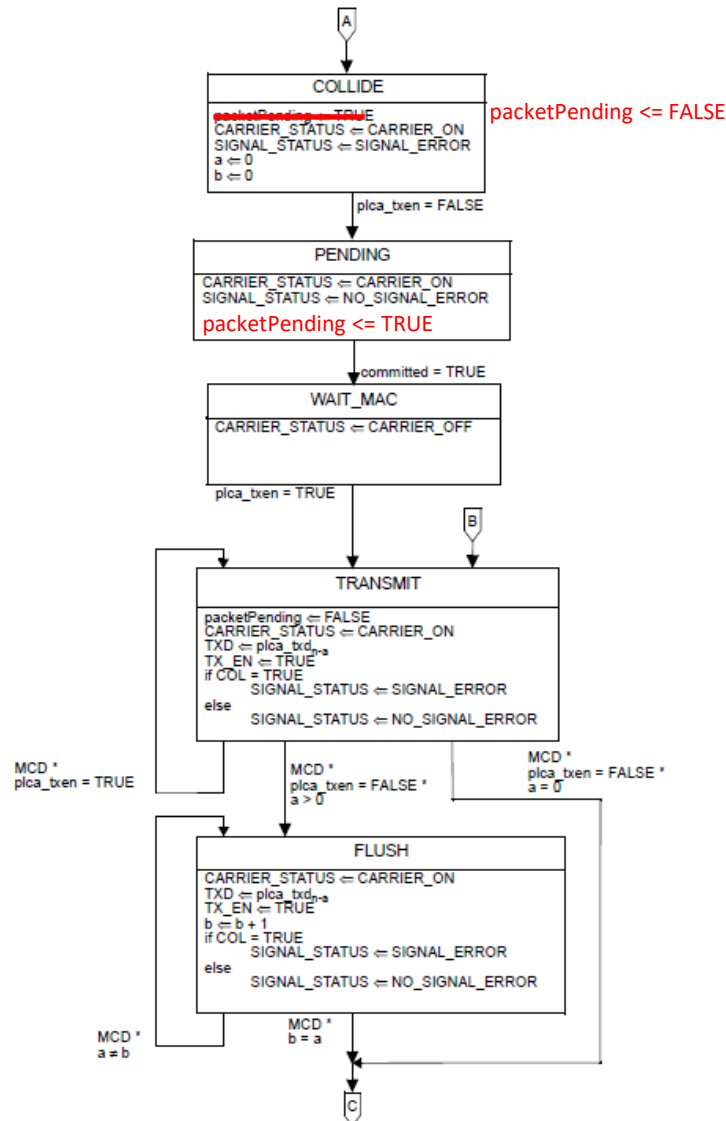 A
COLLIDE
packetPending ⇐ TRUE
packetPending <= FALSE
CARRIER_STATUS ⇐ CARRIER_ON
SIGNAL_STATUS ⇐ SIGNAL_ERROR
a ⇐ 0
b ⇐ 0
plca_txen = FALSE
PENDING
CARRIER_STATUS ⇐ CARRIER_ON
SIGNAL_STATUS ⇐ NO_SIGNAL_ERROR
packetPending <= TRUE
committed = TRUE
WAIT_MAC
CARRIER_STATUS ⇐ CARRIER_OFF
plca_txen = TRUE
B
TRANSMIT
packetPending ⇐ FALSE
CARRIER_STATUS ⇐ CARRIER_ON
TXD ⇐ plca_txdn-a
TX_EN ⇐ TRUE
if COL = TRUE
SIGNAL_STATUS ⇐ SIGNAL_ERROR
else
SIGNAL_STATUS ⇐ NO_SIGNAL_ERROR
MCD *
plca_txen = TRUE
MCD *
plca_txen = FALSE *
a > 0
MCD *
plca_txen = FALSE *
a = 0
FLUSH
CARRIER_STATUS ⇐ CARRIER_ON
TXD ⇐ plca_txdn-a
TX_EN ⇐ TRUE
b ⇐ b + 1
if COL = TRUE
SIGNAL_STATUS ⇐ SIGNAL_ERROR
else
SIGNAL_STATUS ⇐ NO_SIGNAL_ERROR
MCD *
a ≠ b
MCD *
b = a
C